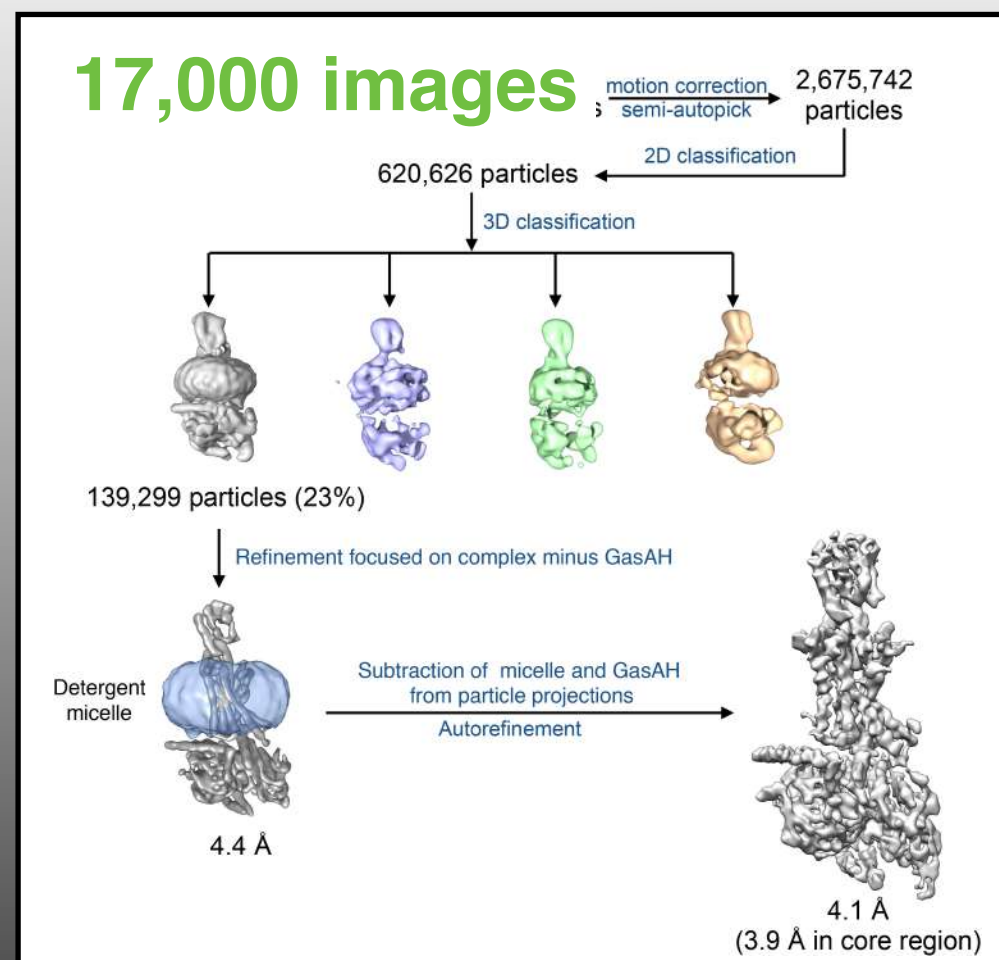 17,000 images
s
motion correction
semi-autopick
2,675,742
particles
2D classification
620,626 particles
3D classification
139,299 particles (23%)
Refinement focused on complex minus GasAH
Detergent
micelle
Subtraction of micelle and GasAH
from particle projections
Autorefinement
4.4 Å
4.1 Å
(3.9 Å in core region)